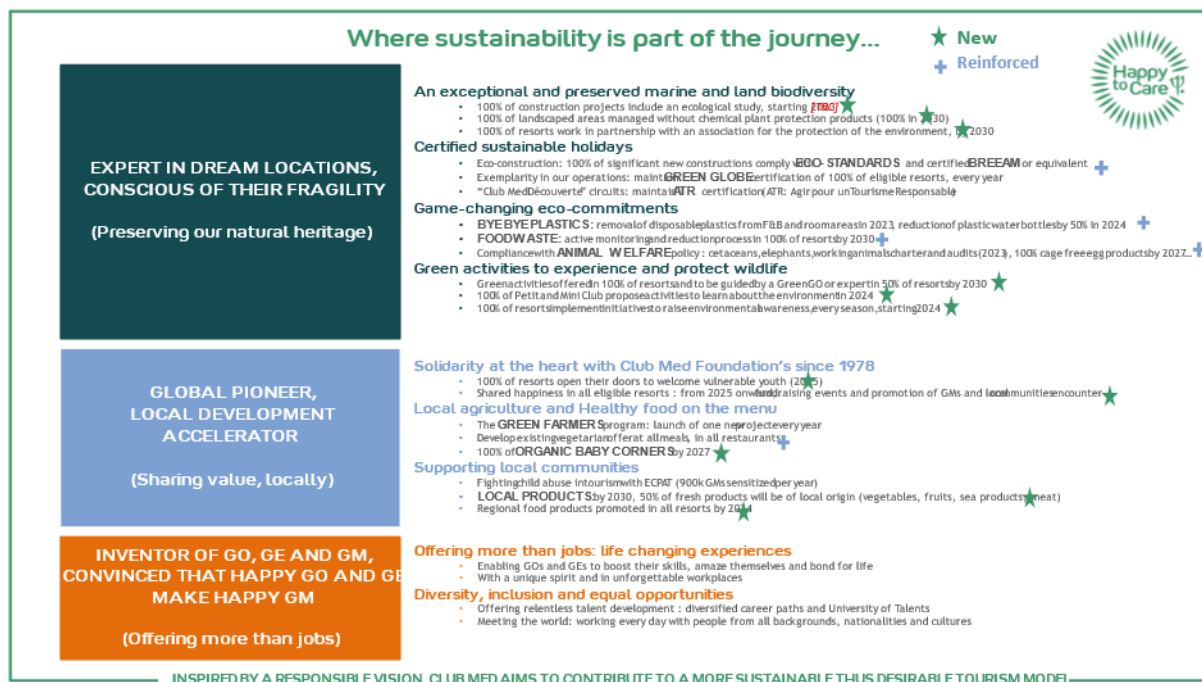 Where sustainability is part of the journey...
New
Reinforced
Happy to Care
EXPERT IN DREAM LOCATIONS,
CONSCIOUS OF THEIR FRAGILITY
(Preserving our natural heritage)
An exceptional and preserved marine and land biodiversity
100% of construction projects include an ecological study, starting
100% of landscaped areas managed without chemical plant protection products (100% in 2030)
100% of resorts work in partnership with an association for the protection of the environment, by 2030
Certified sustainable holidays
Eco-construction: 100% of significant new constructions comply with ECO-STANDARDS and certified BREEAM or equivalent
Exemplarity in our operations: maintain GREEN GLOBE certification of 100% of eligible resorts, every year
“Club Med Découverte” circuits: maintain ATR certification (ATR: Agir pour un Tourisme Responsable)
Game-changing eco-commitments
BYE BYE PLASTICS: removal of disposable plastics from F&B and room areas in 2023, reduction of plastic water bottles by 50% in 2024
FOOD WASTE: active monitoring and reduction process in 100% of resorts by 2030
Compliance with ANIMAL WELFARE policy : cetaceans, elephants, working animals charter and audits (2023), 100% cage free egg products by 2027...
Green activities to experience and protect wildlife
Green activities offered in 100% of resorts and to be guided by a Green GO or expert in 50% of resorts by 2030
100% of Petit and Mini Club propose activities to learn about the environment in 2024
100% of resorts implement initiatives to raise environmental awareness, every season, starting 2024
GLOBAL PIONEER,
LOCAL DEVELOPMENT
ACCELERATOR
(Sharing value, locally)
Solidarity at the heart with Club Med Foundation's since 1978
100% of resorts open their doors to welcome vulnerable youth (2025)
Shared happiness in all eligible resorts : from 2025 onward, fundraising events and promotion of GMs and local communities encounter
Local agriculture and Healthy food on the menu
The GREEN FARMERS program: launch of one new project every year
Develop existing vegetarian offer at all meals, in all restaurants
100% of ORGANIC BABY CORNERS by 2027
Supporting local communities
Fighting child abuse in tourism with ECPAT (900k GMs sensitized per year)
LOCAL PRODUCTS: by 2030, 50% of fresh products will be of local origin (vegetables, fruits, sea products, meat)
Regional food products promoted in all resorts by 2024
INVENTOR OF GO, GE AND GM,
CONVINCED THAT HAPPY GO AND GE
MAKE HAPPY GM
(Offering more than jobs)
Offering more than jobs: life changing experiences
Enabling GOs and GEs to boost their skills, amaze themselves and bond for life
With a unique spirit and in unforgettable workplaces
Diversity, inclusion and equal opportunities
Offering relentless talent development : diversified career paths and University of Talents
Meeting the world: working every day with people from all backgrounds, nationalities and cultures
INSPIRED BY A RESPONSIBLE VISION, CLUB MED AIMS TO CONTRIBUTE TO A MORE SUSTAINABLE THUS DESIRABLE TOURISM MODEL